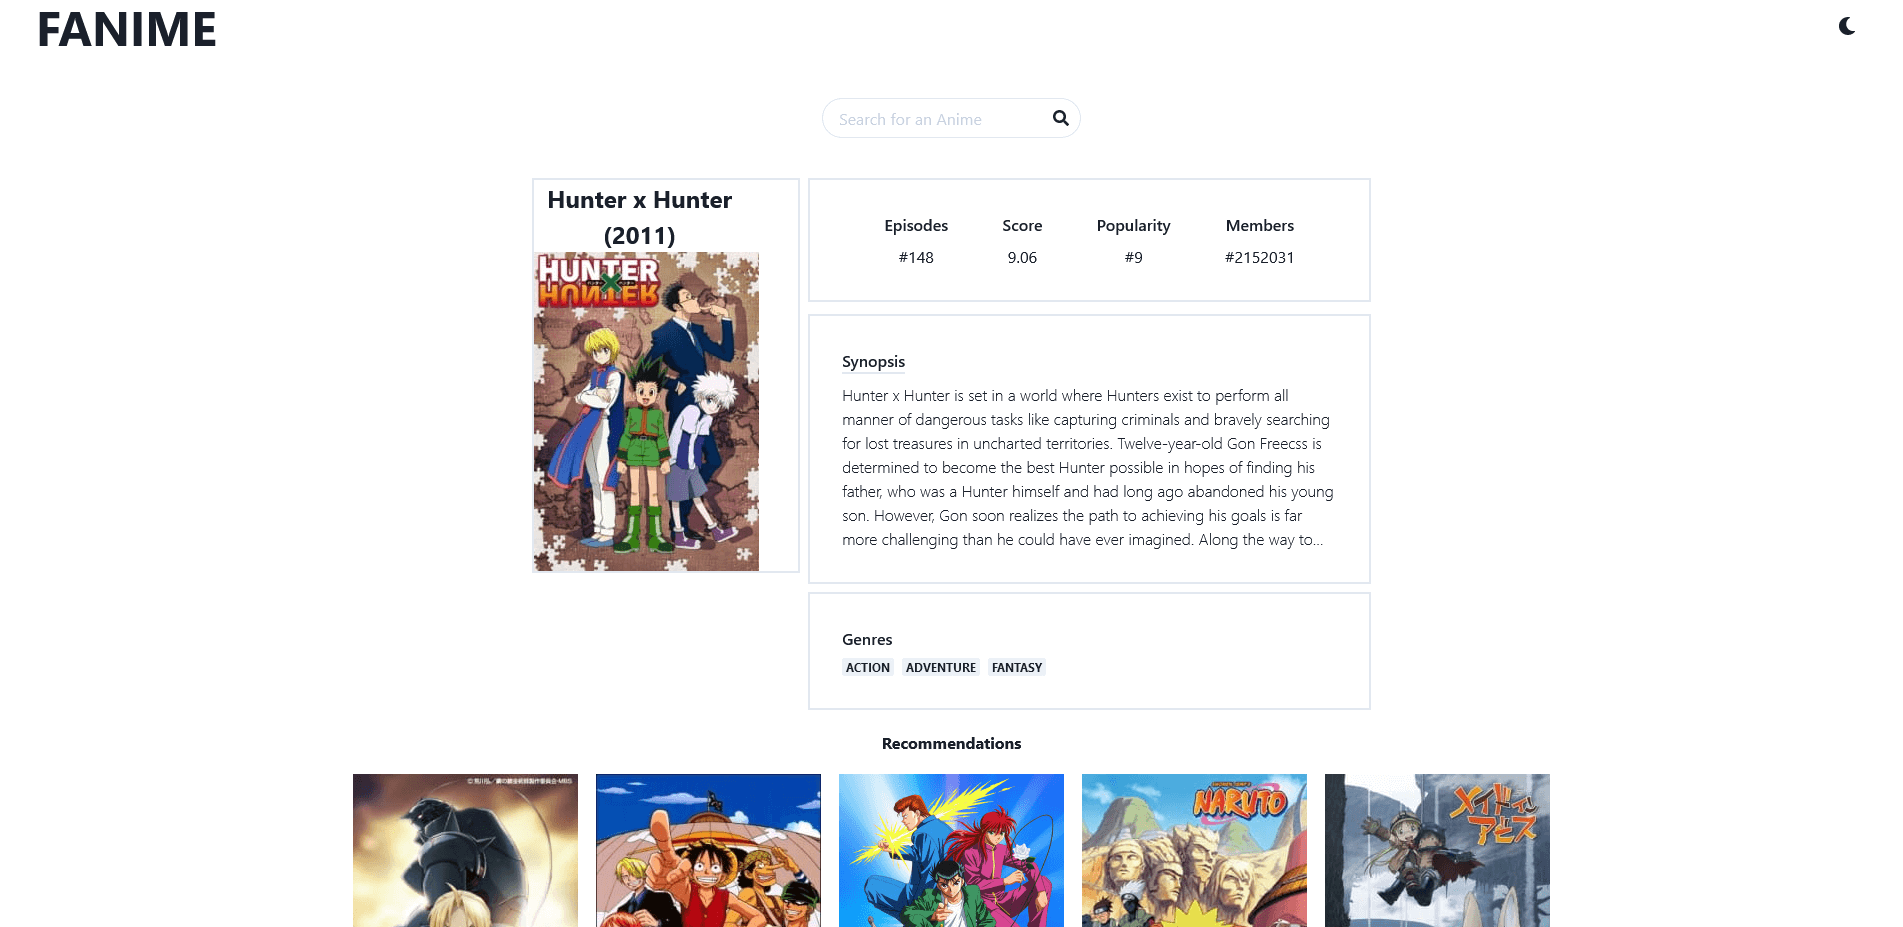 FANIME
Search for an Anime
Hunter x Hunter
(2011)
HUNTER
HUNTER
Episodes
Score
Popularity
Members
#148
9.06
#9
#2152031
Synopsis
Hunter x Hunter is set in a world where Hunters exist to perform all
manner of dangerous tasks like capturing criminals and bravely searching
for lost treasures in uncharted territories. Twelve-year-old Gon Freecss is
determined to become the best Hunter possible in hopes of finding his
father, who was a Hunter himself and had long ago abandoned his young
son. However, Gon soon realizes the path to achieving his goals is far
more challenging than he could have ever imagined. Along the way to...
Genres
ACTION
ADVENTURE
FANTASY
Recommendations
NARUTO
メイドイン
アビス